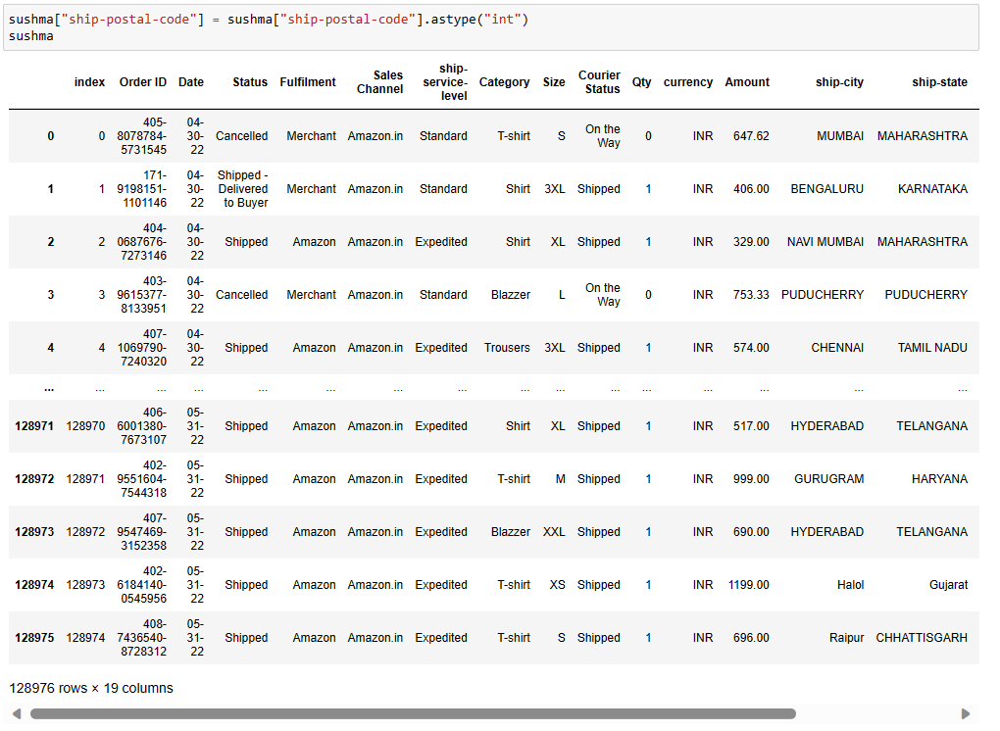 sushma["ship-postal-code"] = sushma["ship-postal-code"].astype("int")
sushma
index Order ID Date Status Fulfilment Sales Channel ship-service-level Category Size Courier Status Qty currency Amount ship-city ship-state
0 0 405-8078784-5731545 04-30-22 Cancelled Merchant Amazon.in Standard T-shirt S On the Way 0 INR 647.62 MUMBAI MAHARASHTRA
1 1 171-9198151-1101146 04-30-22 Shipped - Delivered to Buyer Merchant Amazon.in Standard Shirt 3XL Shipped 1 INR 406.00 BENGALURU KARNATAKA
2 2 404-0687676-7273146 04-30-22 Shipped Amazon Amazon.in Expedited Shirt XL Shipped 1 INR 329.00 NAVI MUMBAI MAHARASHTRA
3 3 403-9615377-8133951 04-30-22 Cancelled Merchant Amazon.in Standard Blazzer L On the Way 0 INR 753.33 PUDUCHERRY PUDUCHERRY
4 4 407-1069790-7240320 04-30-22 Shipped Amazon Amazon.in Expedited Trousers 3XL Shipped 1 INR 574.00 CHENNAI TAMIL NADU
... ... ... ... ... ... ... ... ... ... ... ... ... ... ... ...
128971 128970 406-6001380-7673107 05-31-22 Shipped Amazon Amazon.in Expedited Shirt XL Shipped 1 INR 517.00 HYDERABAD TELANGANA
128972 128971 402-9551604-7544318 05-31-22 Shipped Amazon Amazon.in Expedited T-shirt M Shipped 1 INR 999.00 GURUGRAM HARYANA
128973 128972 407-9547469-3152358 05-31-22 Shipped Amazon Amazon.in Expedited Blazzer XXL Shipped 1 INR 690.00 HYDERABAD TELANGANA
128974 128973 402-6184140-0545956 05-31-22 Shipped Amazon Amazon.in Expedited T-shirt XS Shipped 1 INR 1199.00 Halol Gujarat
128975 128974 408-7436540-8728312 05-31-22 Shipped Amazon Amazon.in Expedited T-shirt S Shipped 1 INR 696.00 Raipur CHHATTISGARH
128976 rows × 19 columns